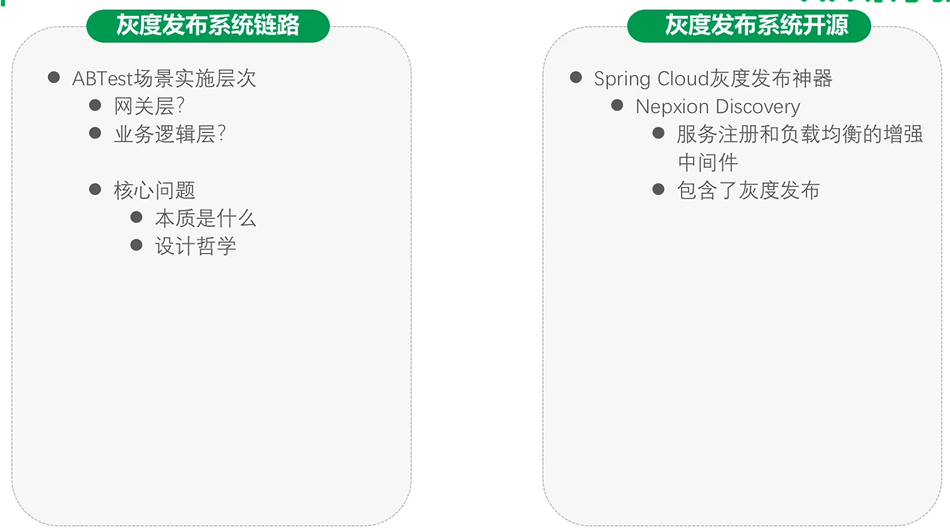 灰度发布系统链路
ABTest场景实施层次
网关层?
业务逻辑层?
核心问题
本质是什么
设计哲学
灰度发布系统开源
Spring Cloud灰度发布神器
Nepxion Discovery
服务注册和负载均衡的增强
中间件
包含了灰度发布